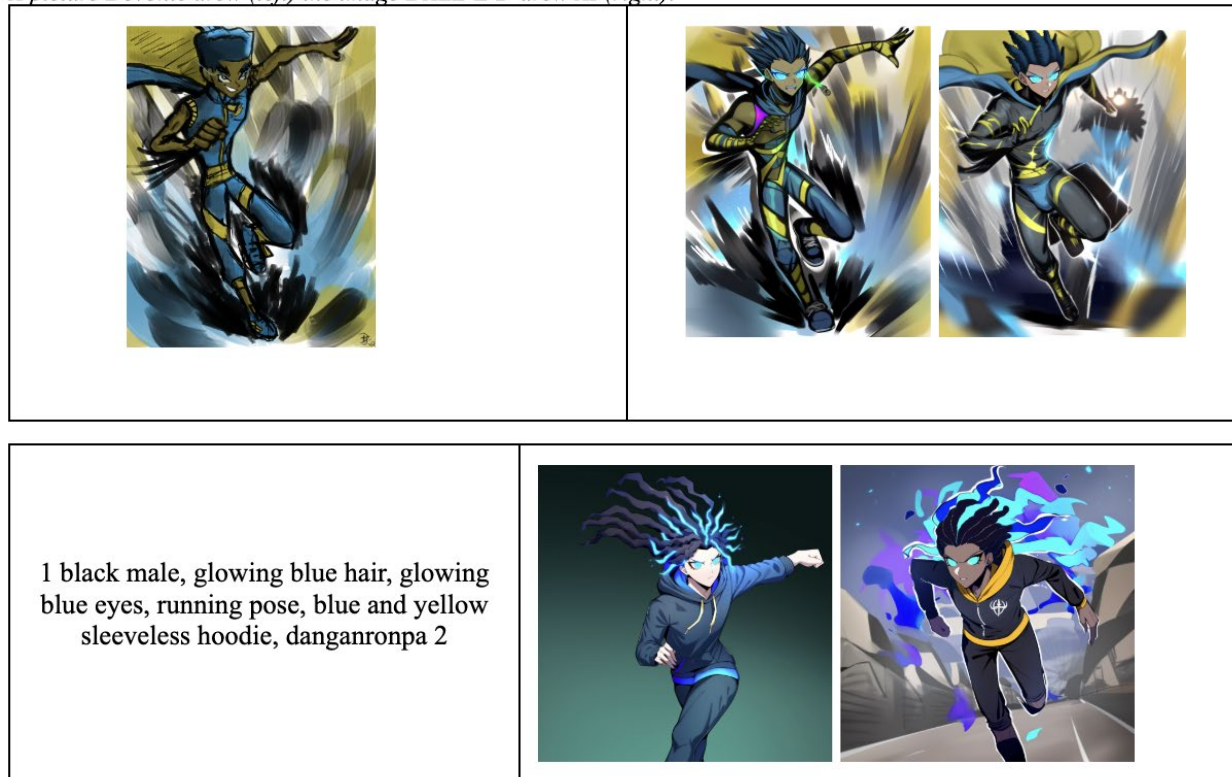 1 black male, glowing blue hair, glowing
blue eyes, running pose, blue and yellow
sleeveless hoodie, danganronpa 2